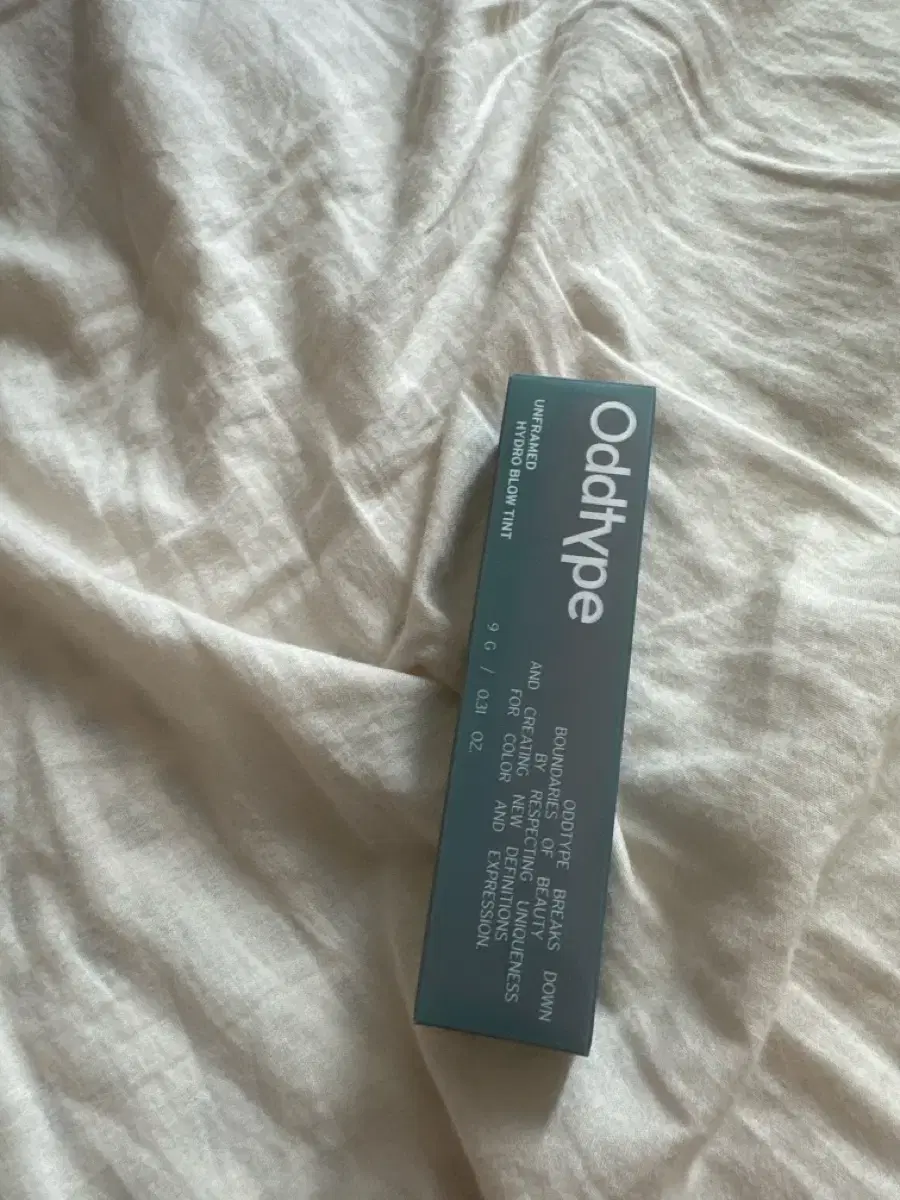 Oddtype
UNFRAMED
HYDRO BLOW TINT
9 G / 0.31 OZ.
ODDTYPE BREAKS DOWN
BOUNDARIES OF BEAUTY
BY RESPECTING UNIQUENESS
AND CREATING NEW DEFINITIONS
FOR COLOR AND EXPRESSION.